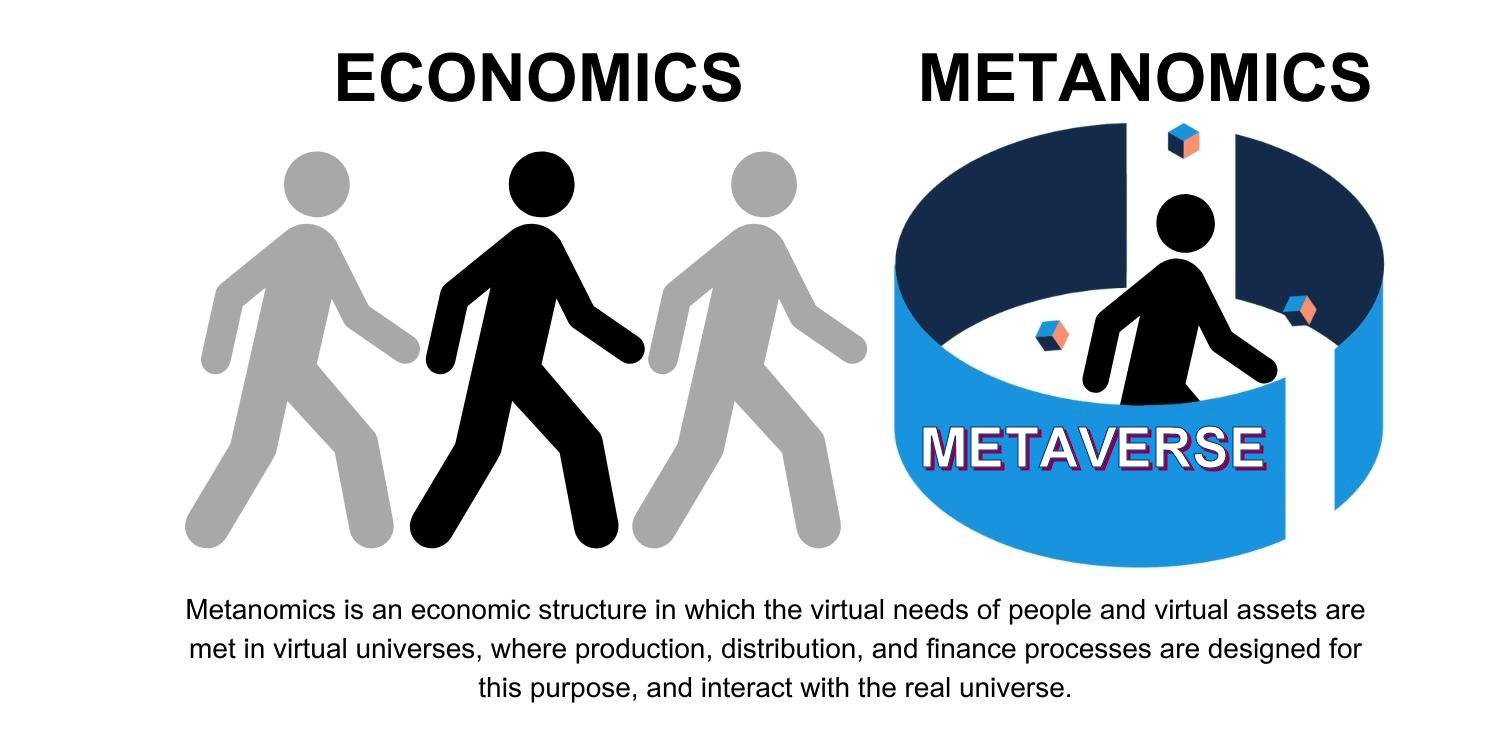 ECONOMICS
METANOMICS
METAVERSE
Metanomics is an economic structure in which the virtual needs of people and virtual assets are
met in virtual universes, where production, distribution, and finance processes are designed for
this purpose, and interact with the real universe.